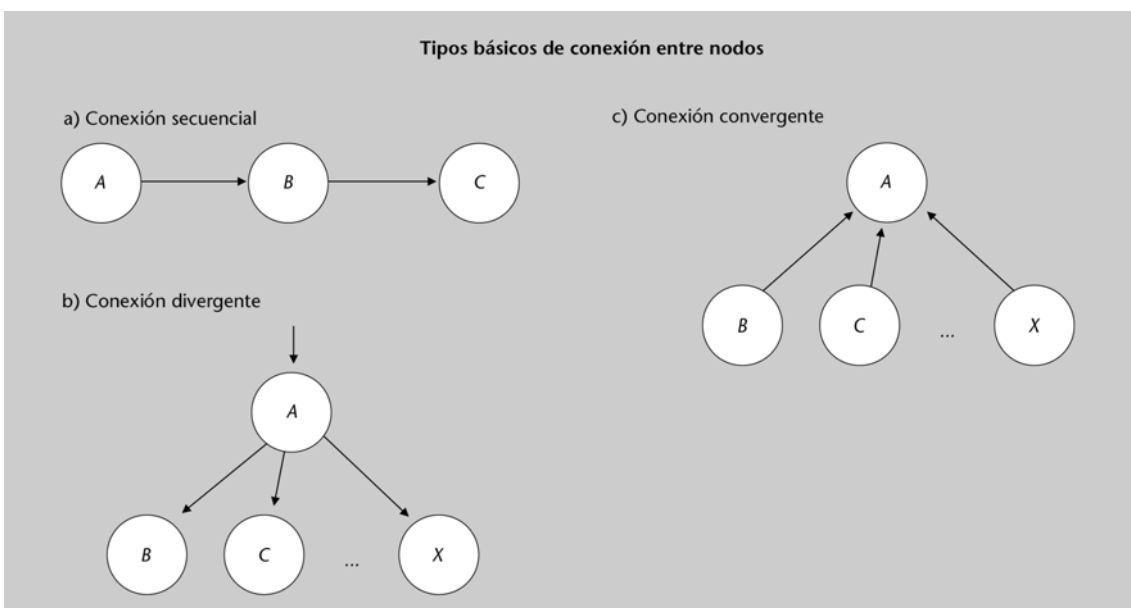 Tipos básicos de conexión entre nodos
a) Conexión secuencial
A
B
C
b) Conexión divergente
A
B
C
...
X
c) Conexión convergente
A
B
C
...
X